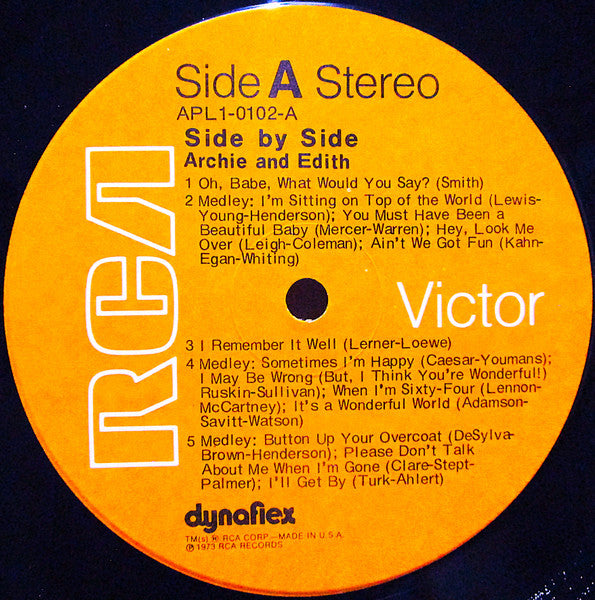 Side A Stereo
APL1-0102-A
Side by Side
Archie and Edith
1 Oh, Babe, What Would You Say? (Smith)
2 Medley: I'm Sitting on Top of the World (Lewis-
Young-Henderson); You Must Have Been a
Beautiful Baby (Mercer-Warren); Hey, Look Me
Over (Leigh-Coleman); Ain't We Got Fun (Kahn-
Egan-Whiting)
RCA
Victor
3 I Remember It Well (Lerner-Loewe)
4 Medley: Sometimes I'm Happy (Caesar-Youmans);
I May Be Wrong (But, I Think You're Wonderful!)
Ruskin-Sullivan); When I'm Sixty-Four (Lennon-
McCartney); It's a Wonderful World (Adamson-
Savitt-Watson)
5 Medley: Button Up Your Overcoat (DeSylva-
Brown-Henderson); Please Don't Talk
About Me When I'm Gone (Clare-Stept-
Palmer); I'll Get By (Turk-Ahlert)
dynaflex
TM(s) ® RCA CORP—MADE IN U.S.A.
℗ 1973 RCA RECORDS